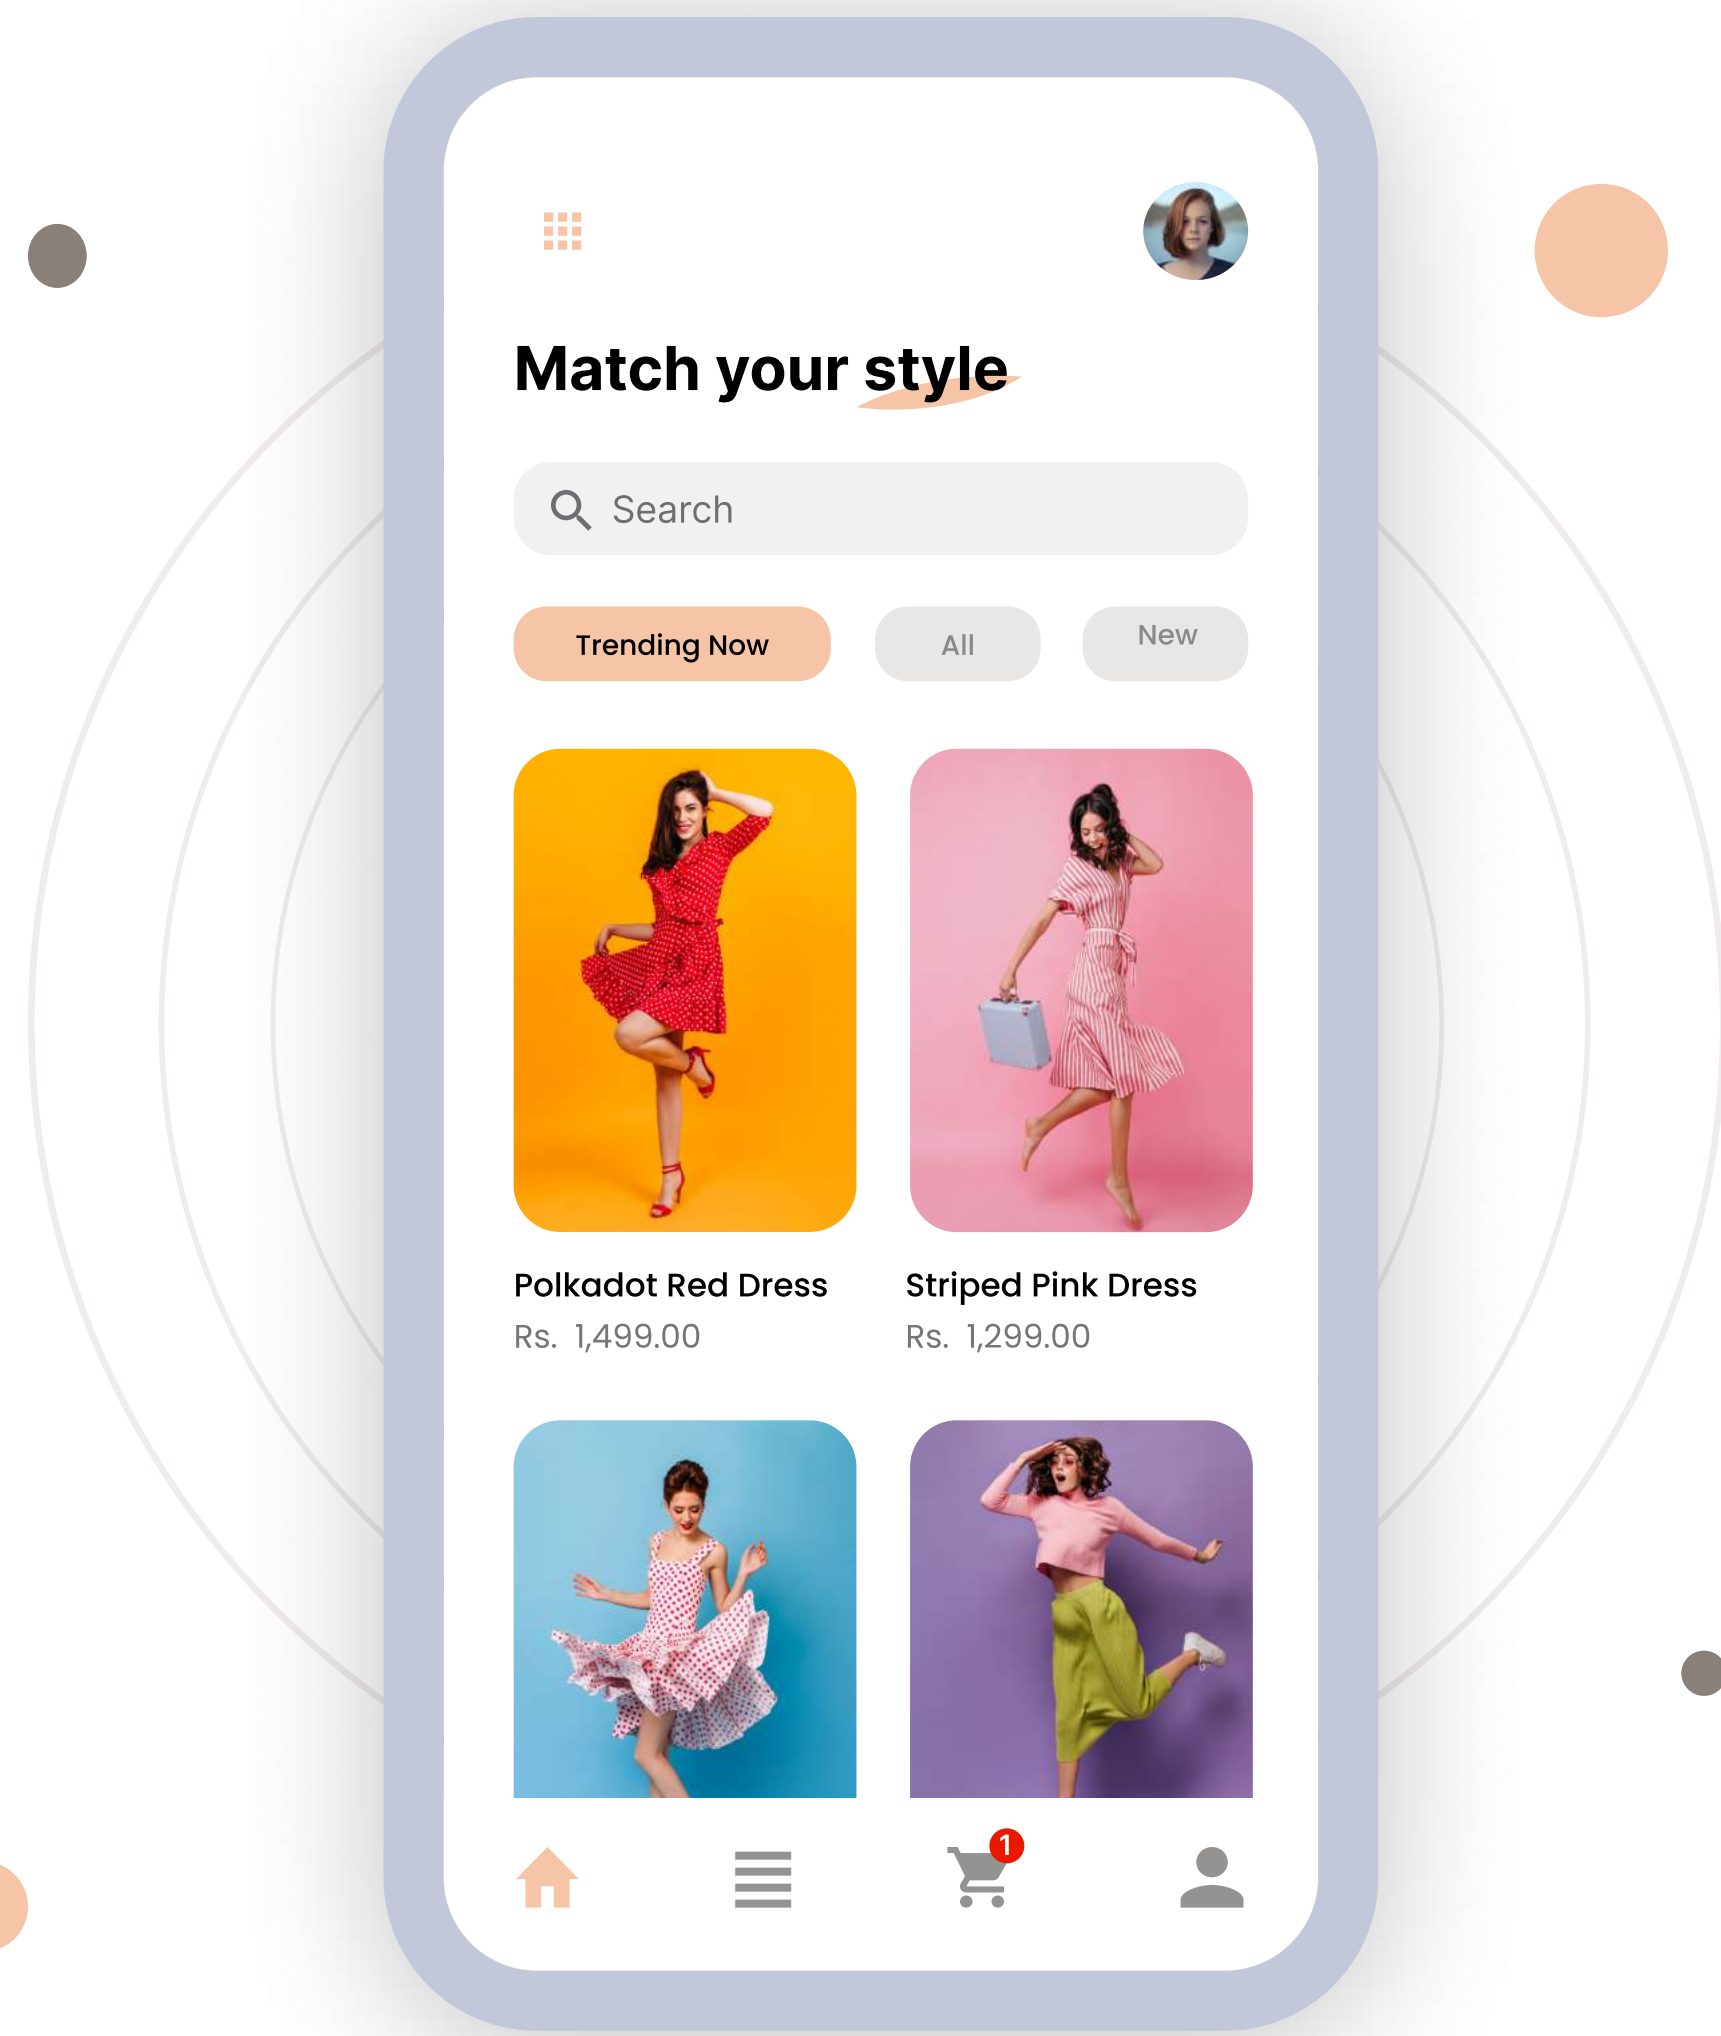 Match your style
Search
Trending Now
All
New
Polkadot Red Dress
Striped Pink Dress
Rs. 1,499.00
Rs. 1,299.00
1